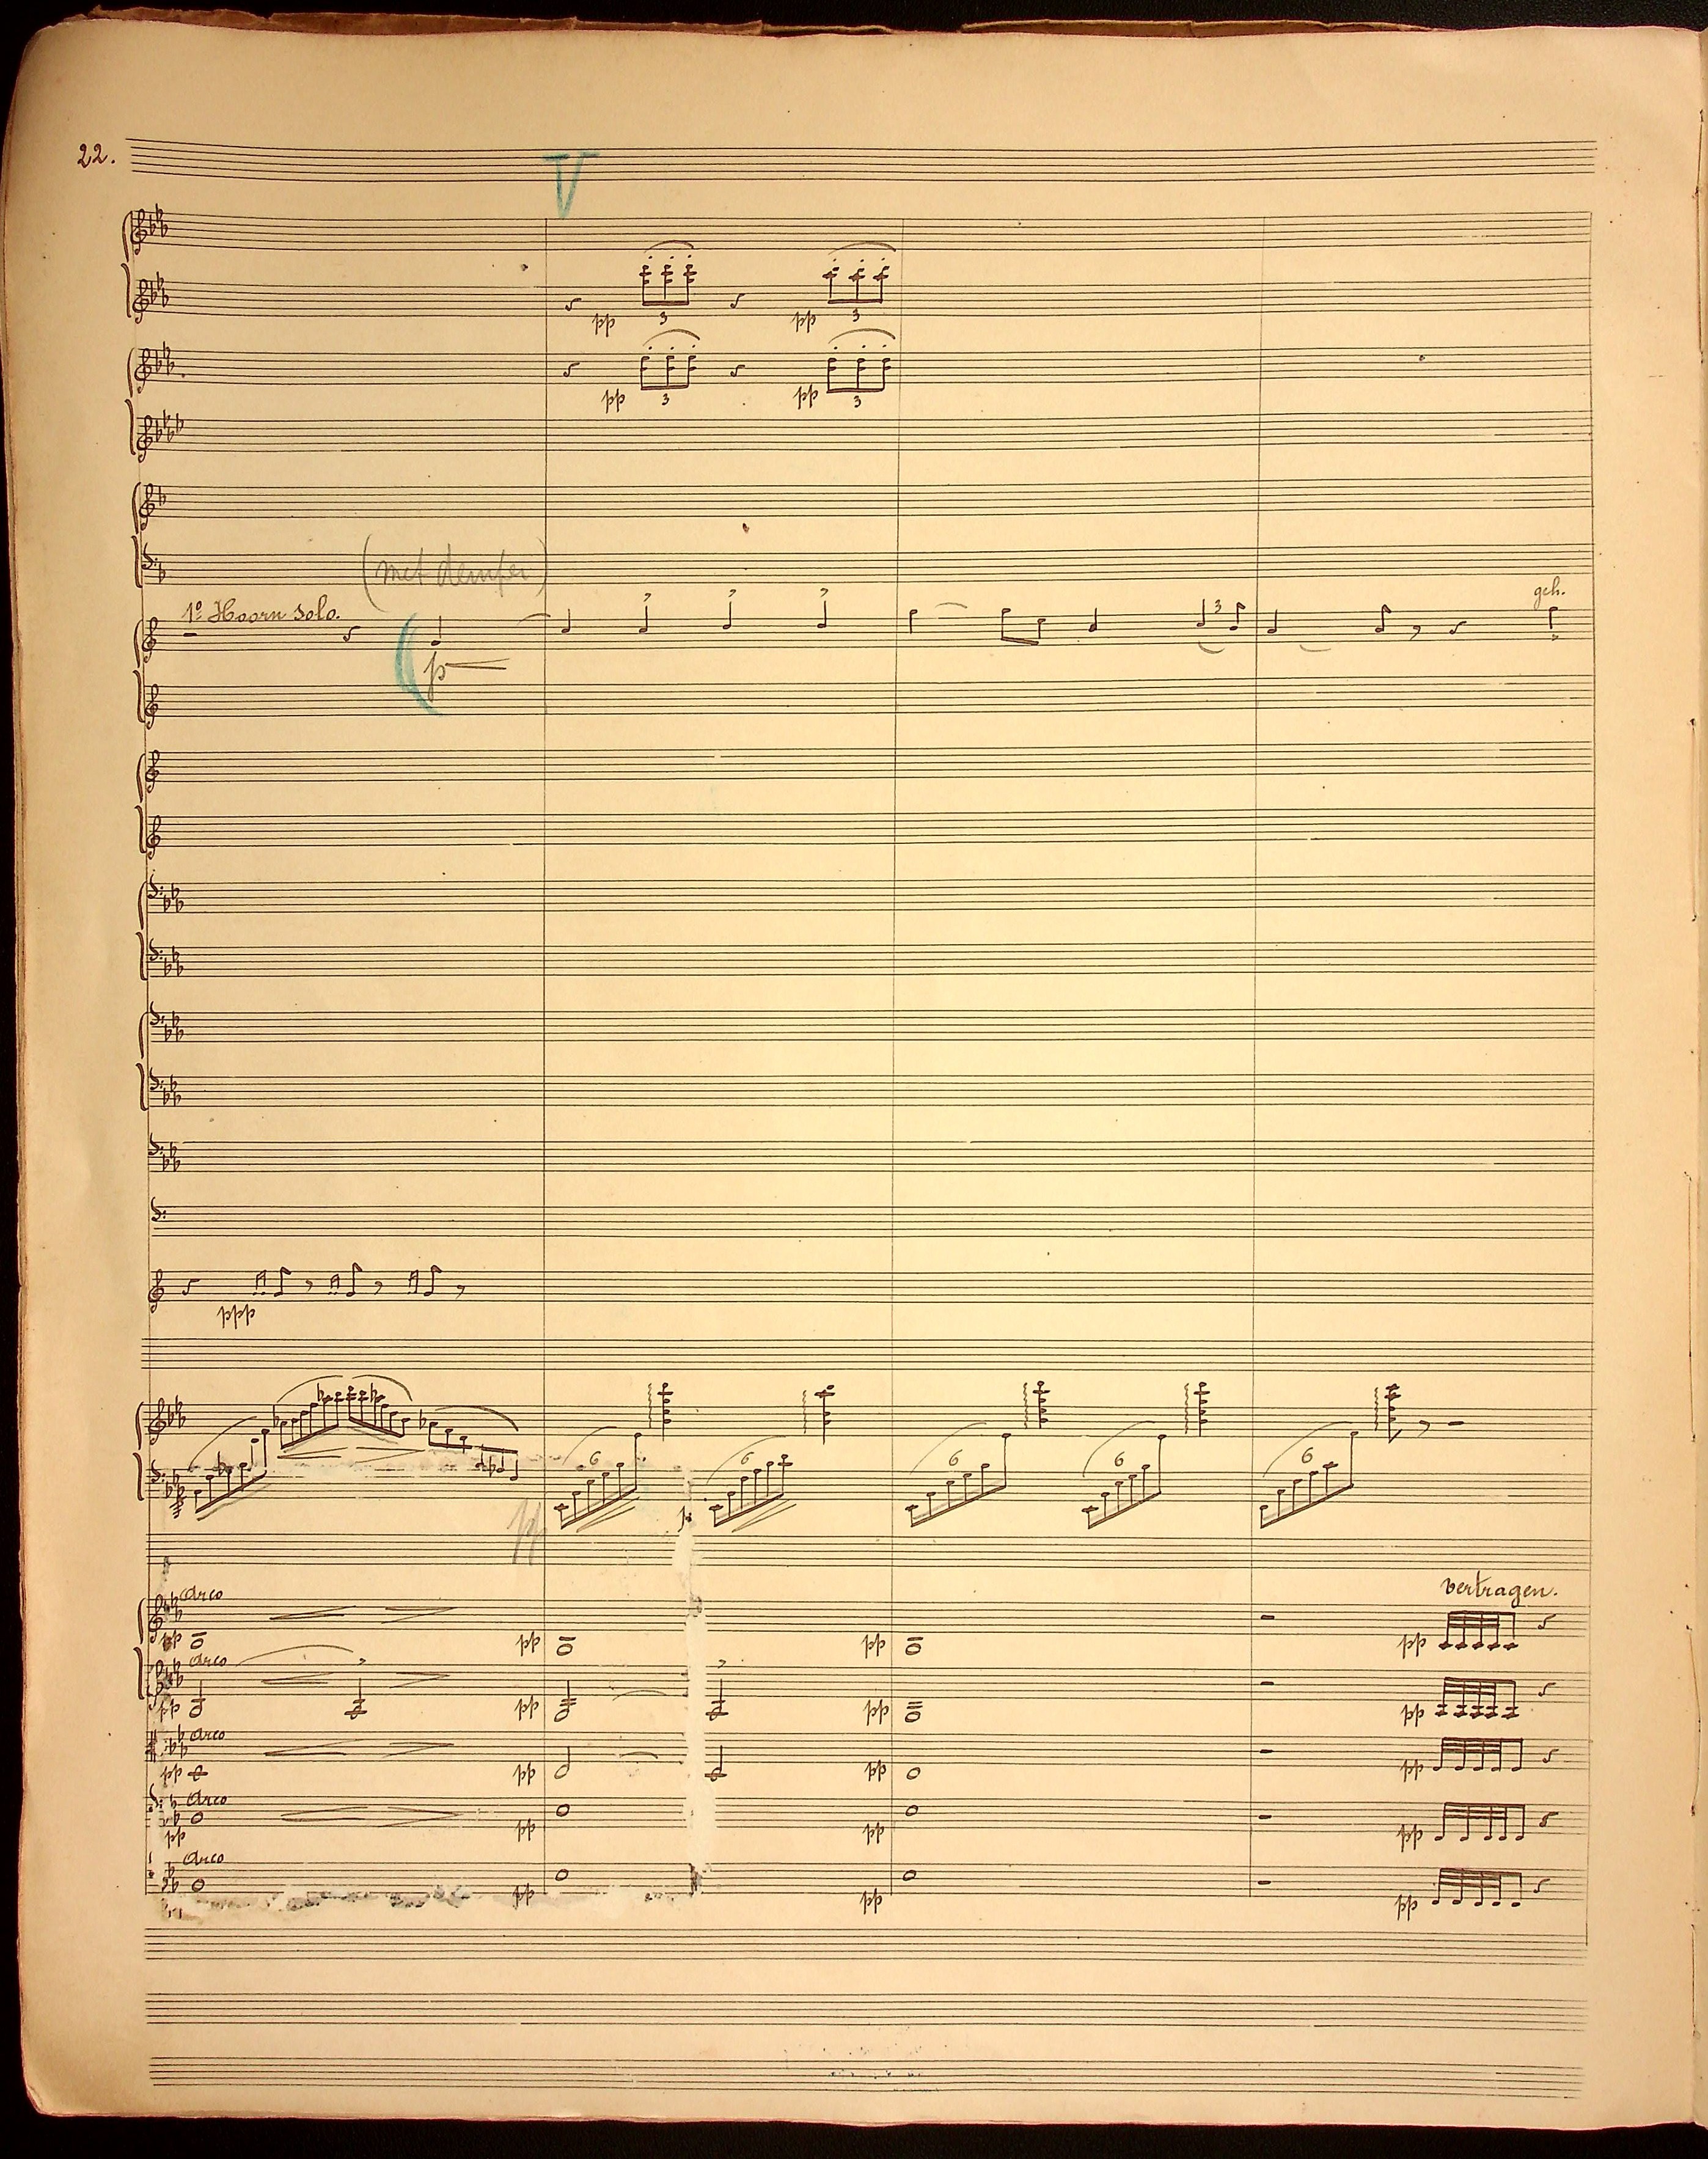 22.
V
pp 3 pp 3
pp 3 pp 3
(met demper)
1º Hoorn solo.
3
geh.
p
ppp
6 6 6 6 6
pp
p
vertragen.
Arco
pp pp pp pp
Arco
pp pp pp pp
Arco
pp pp pp pp
Arco
pp pp pp pp
Arco
pp pp pp